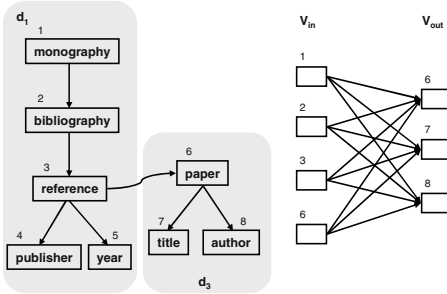 d1
1
monography
2
bibliography
3
reference
4
publisher
5
year
6
paper
7
title
8
author
d3
Vin
Vout
1
2
3
6
6
7
8